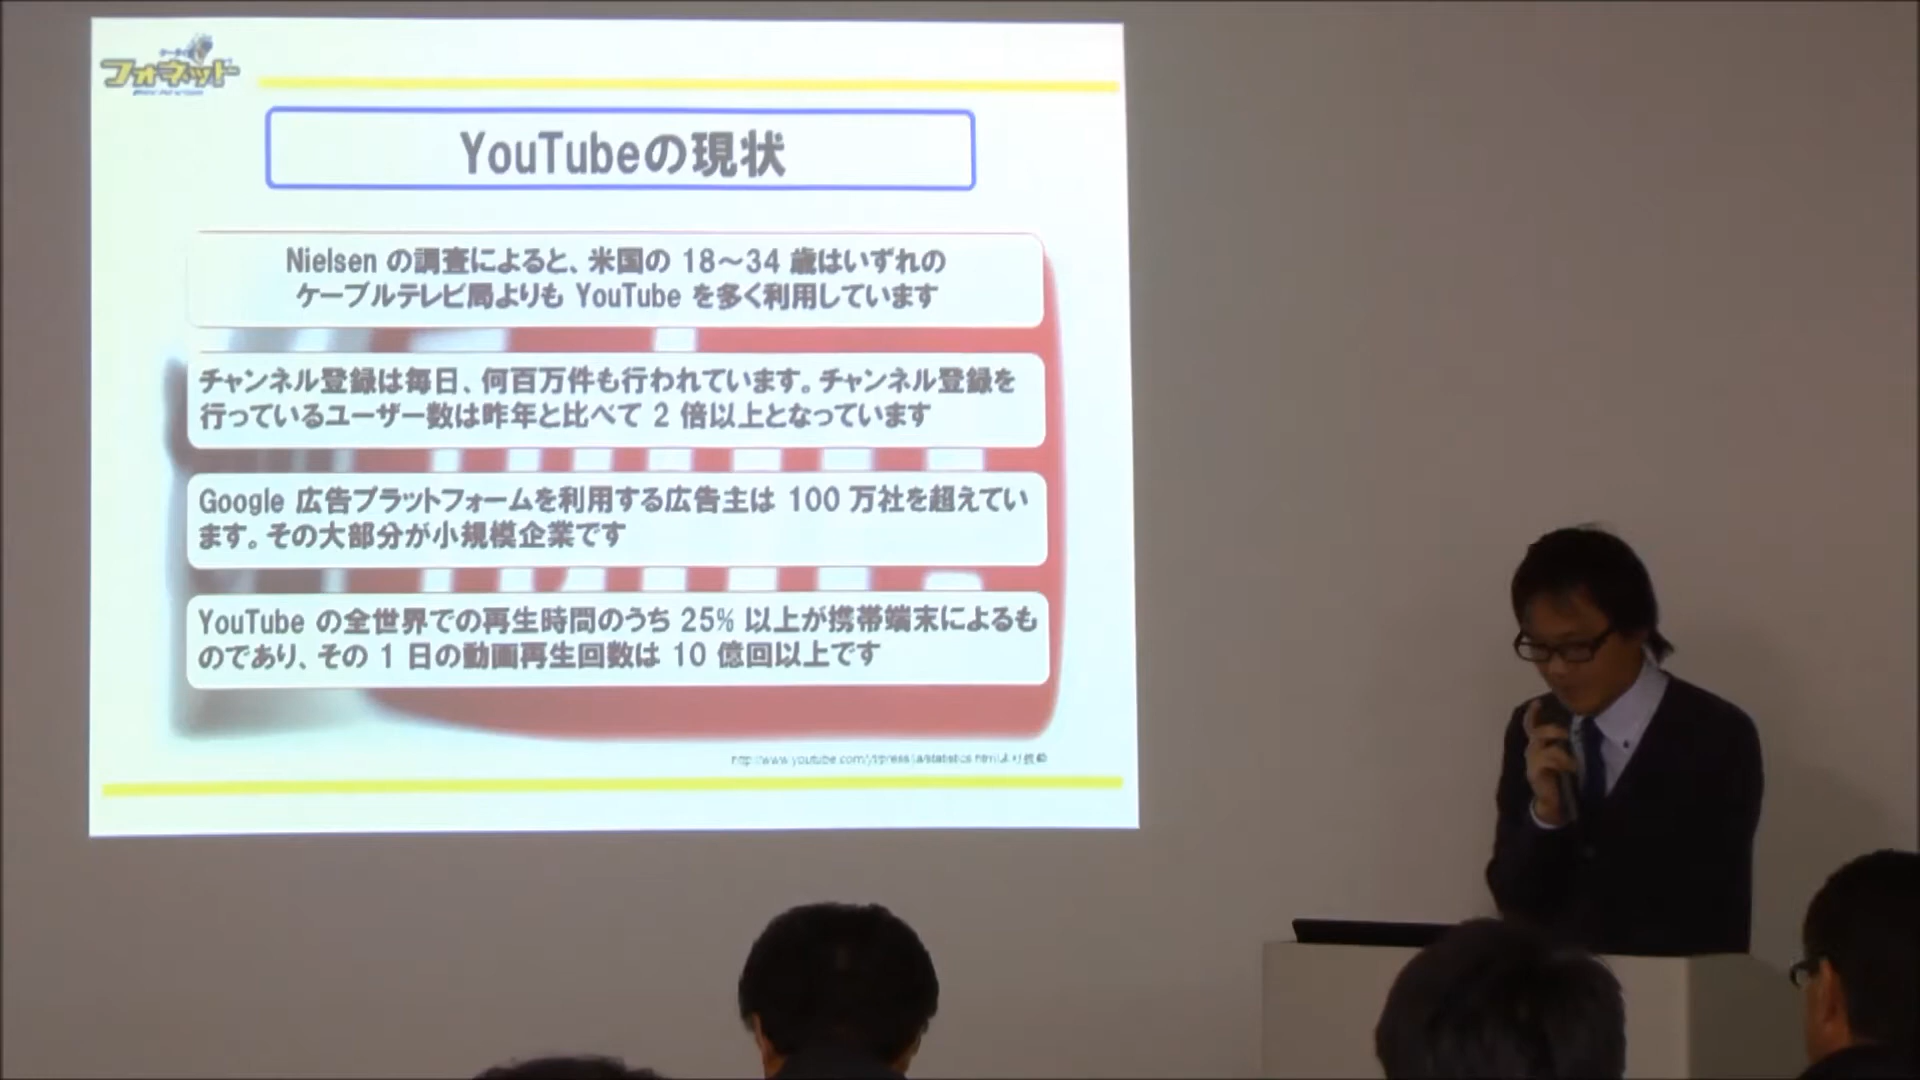 フォネット
YouTubeの現状
Nielsen の調査によると、米国の 18～34 歳はいずれの
ケーブルテレビ局よりも YouTube を多く利用しています
チャンネル登録は毎日、何百万件も行われています。チャンネル登録を
行っているユーザー数は昨年と比べて 2 倍以上となっています
Google 広告プラットフォームを利用する広告主は 100 万社を超えてい
ます。その大部分が小規模企業です
YouTube の全世界での再生時間のうち 25% 以上が携帯端末によるも
のであり、その 1 日の動画再生回数は 10 億回以上です